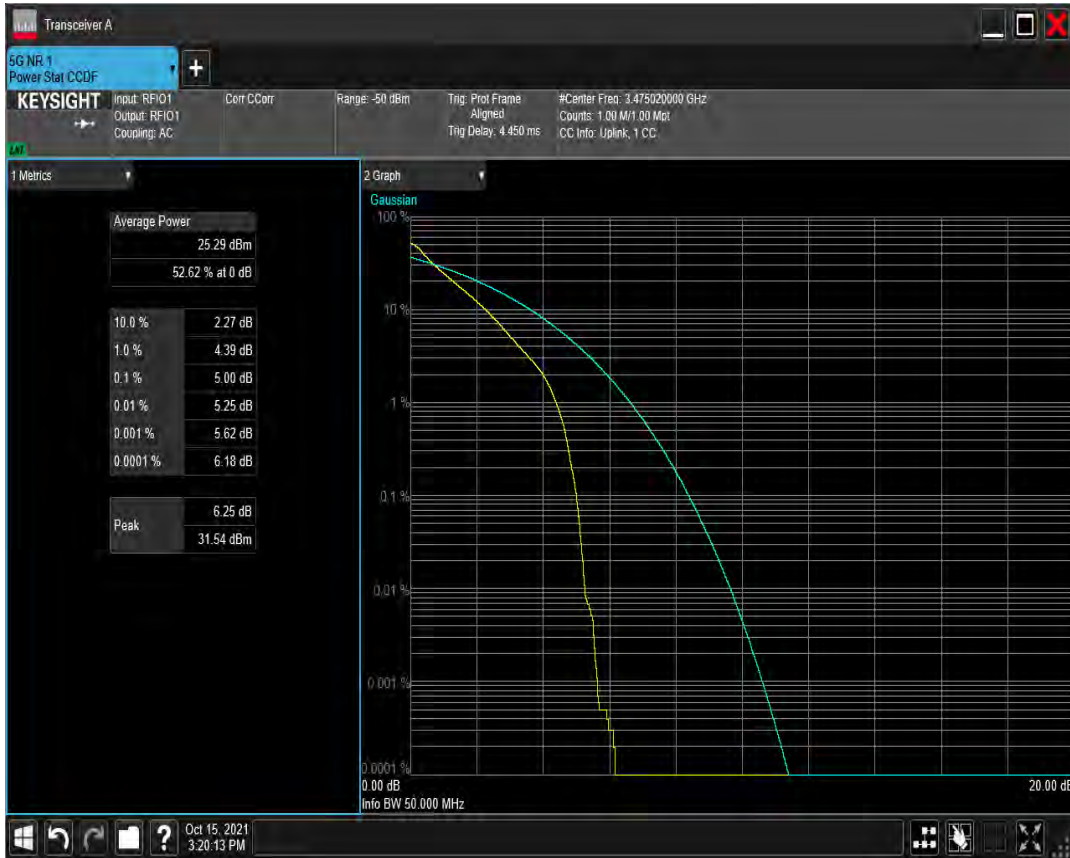 Transceiver A
5G NR 1
Power Stat CCDF
+
KEYSIGHT
Input: RFIO1
Output: RFIO1
Coupling: AC
Corr CCorr
Range: -50 dBm
Trig: Prot Frame
Aligned
Trig Delay: 4.450 ms
#Center Freq: 3.475020000 GHz
Counts: 1.00 M/1.00 Mpt
CC Info: Uplink, 1 CC
1 Metrics
Average Power
25.29 dBm
52.62 % at 0 dB
10.0 % 2.27 dB
1.0 % 4.39 dB
0.1 % 5.00 dB
0.01 % 5.25 dB
0.001 % 5.62 dB
0.0001 % 6.18 dB
Peak
6.25 dB
31.54 dBm
2 Graph
Gaussian
100 %
10 %
1 %
0.1 %
0.01 %
0.001 %
0.0001 %
0.00 dB
20.00 dB
Info BW 50.000 MHz
?
Oct 15, 2021
3:20:13 PM